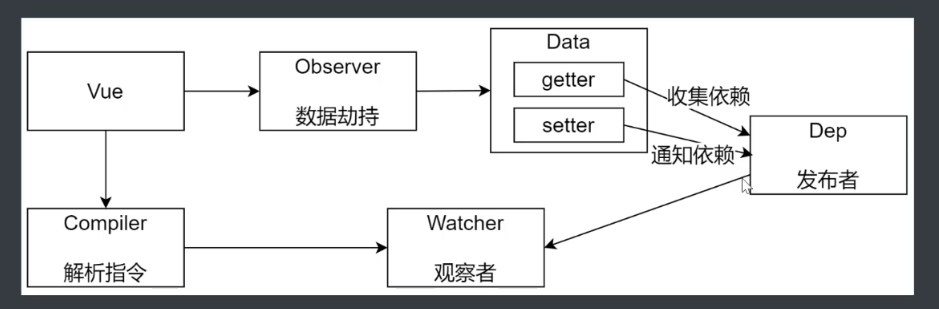 Vue
Observer
数据劫持
Data
getter
setter
收集依赖
通知依赖
Dep
发布者
Compiler
解析指令
Watcher
观察者